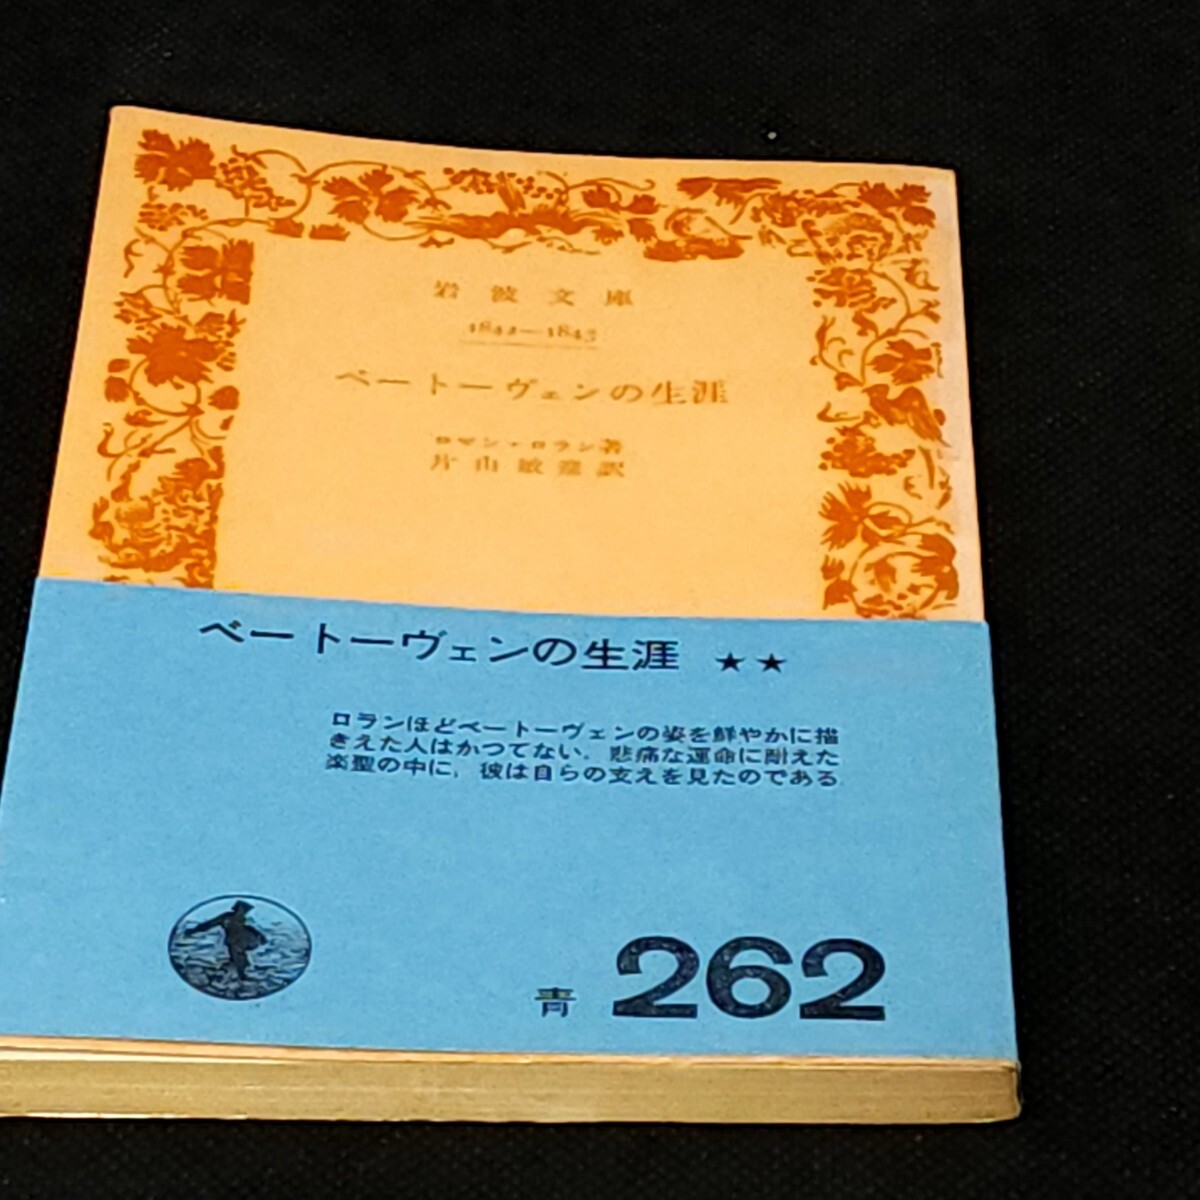 岩波文庫
1842—1843
ベートーヴェンの生涯
ロマン・ロラン著
片山敏彦訳
ベートーヴェンの生涯 ★★
ロランほどベートーヴェンの姿を鮮やかに描
きえた人はかつてない．悲痛な運命に耐えた
楽聖の中に，彼は自らの支えを見たのである
青 262